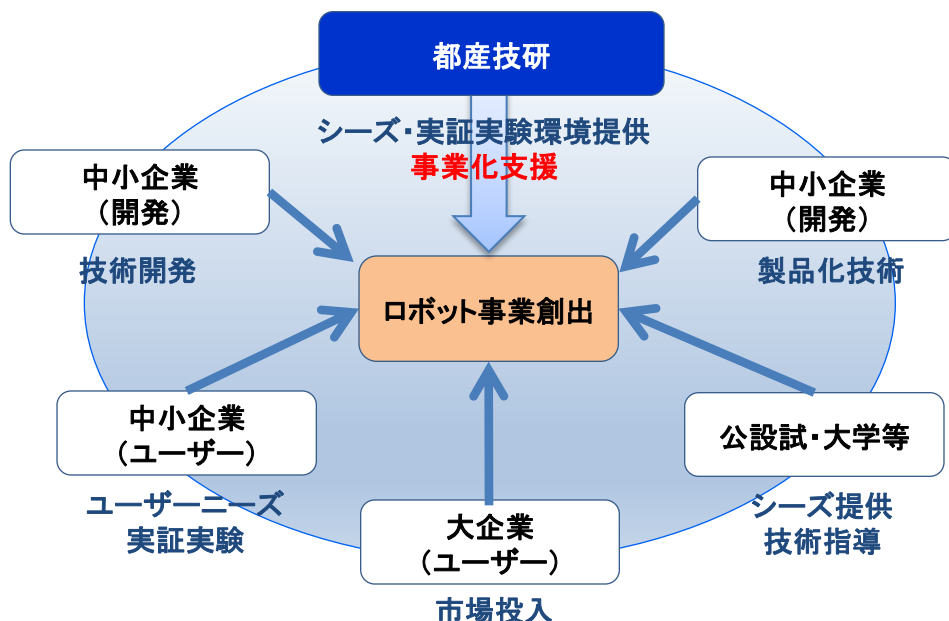 都産技研
シーズ・実証実験環境提供
事業化支援
中小企業
（開発）
技術開発
中小企業
（開発）
製品化技術
ロボット事業創出
中小企業
（ユーザー）
ユーザーニーズ
実証実験
公設試・大学等
シーズ提供
技術指導
大企業
（ユーザー）
市場投入